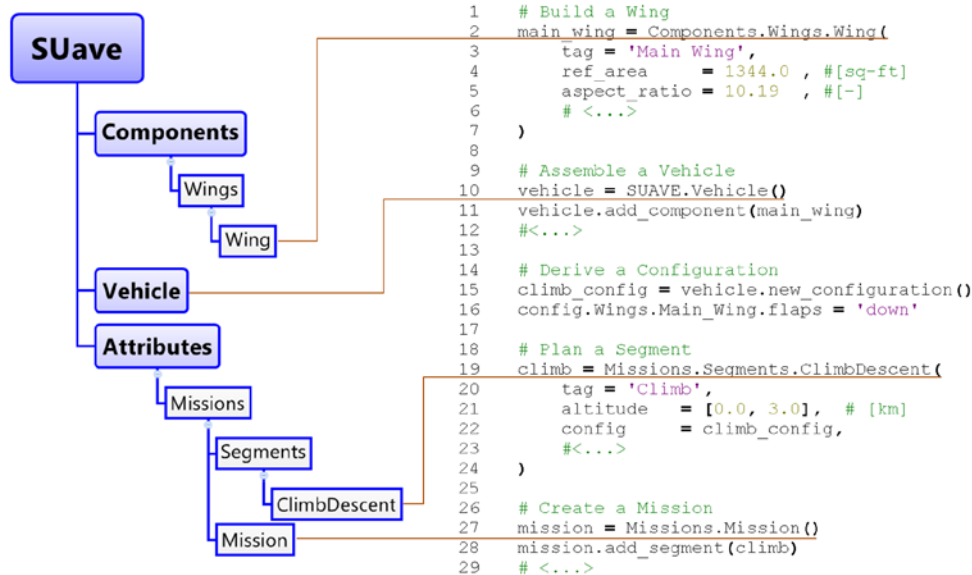 SUave
Components
Wings
Wing
Vehicle
Attributes
Missions
Segments
ClimbDescent
Mission
1 # Build a Wing
2 main_wing = Components.Wings.Wing(
3 tag = 'Main Wing',
4 ref_area = 1344.0 , #[sq-ft]
5 aspect_ratio = 10.19 , #[-]
6 # <...>
7 )
8
9 # Assemble a Vehicle
10 vehicle = SUAVE.Vehicle()
11 vehicle.add_component(main_wing)
12 #<...>
13
14 # Derive a Configuration
15 climb_config = vehicle.new_configuration()
16 config.Wings.Main_Wing.flaps = 'down'
17
18 # Plan a Segment
19 climb = Missions.Segments.ClimbDescent(
20 tag = 'Climb',
21 altitude = [0.0, 3.0], # [km]
22 config = climb_config,
23 #<...>
24 )
25
26 # Create a Mission
27 mission = Missions.Mission()
28 mission.add_segment(climb)
29 # <...>